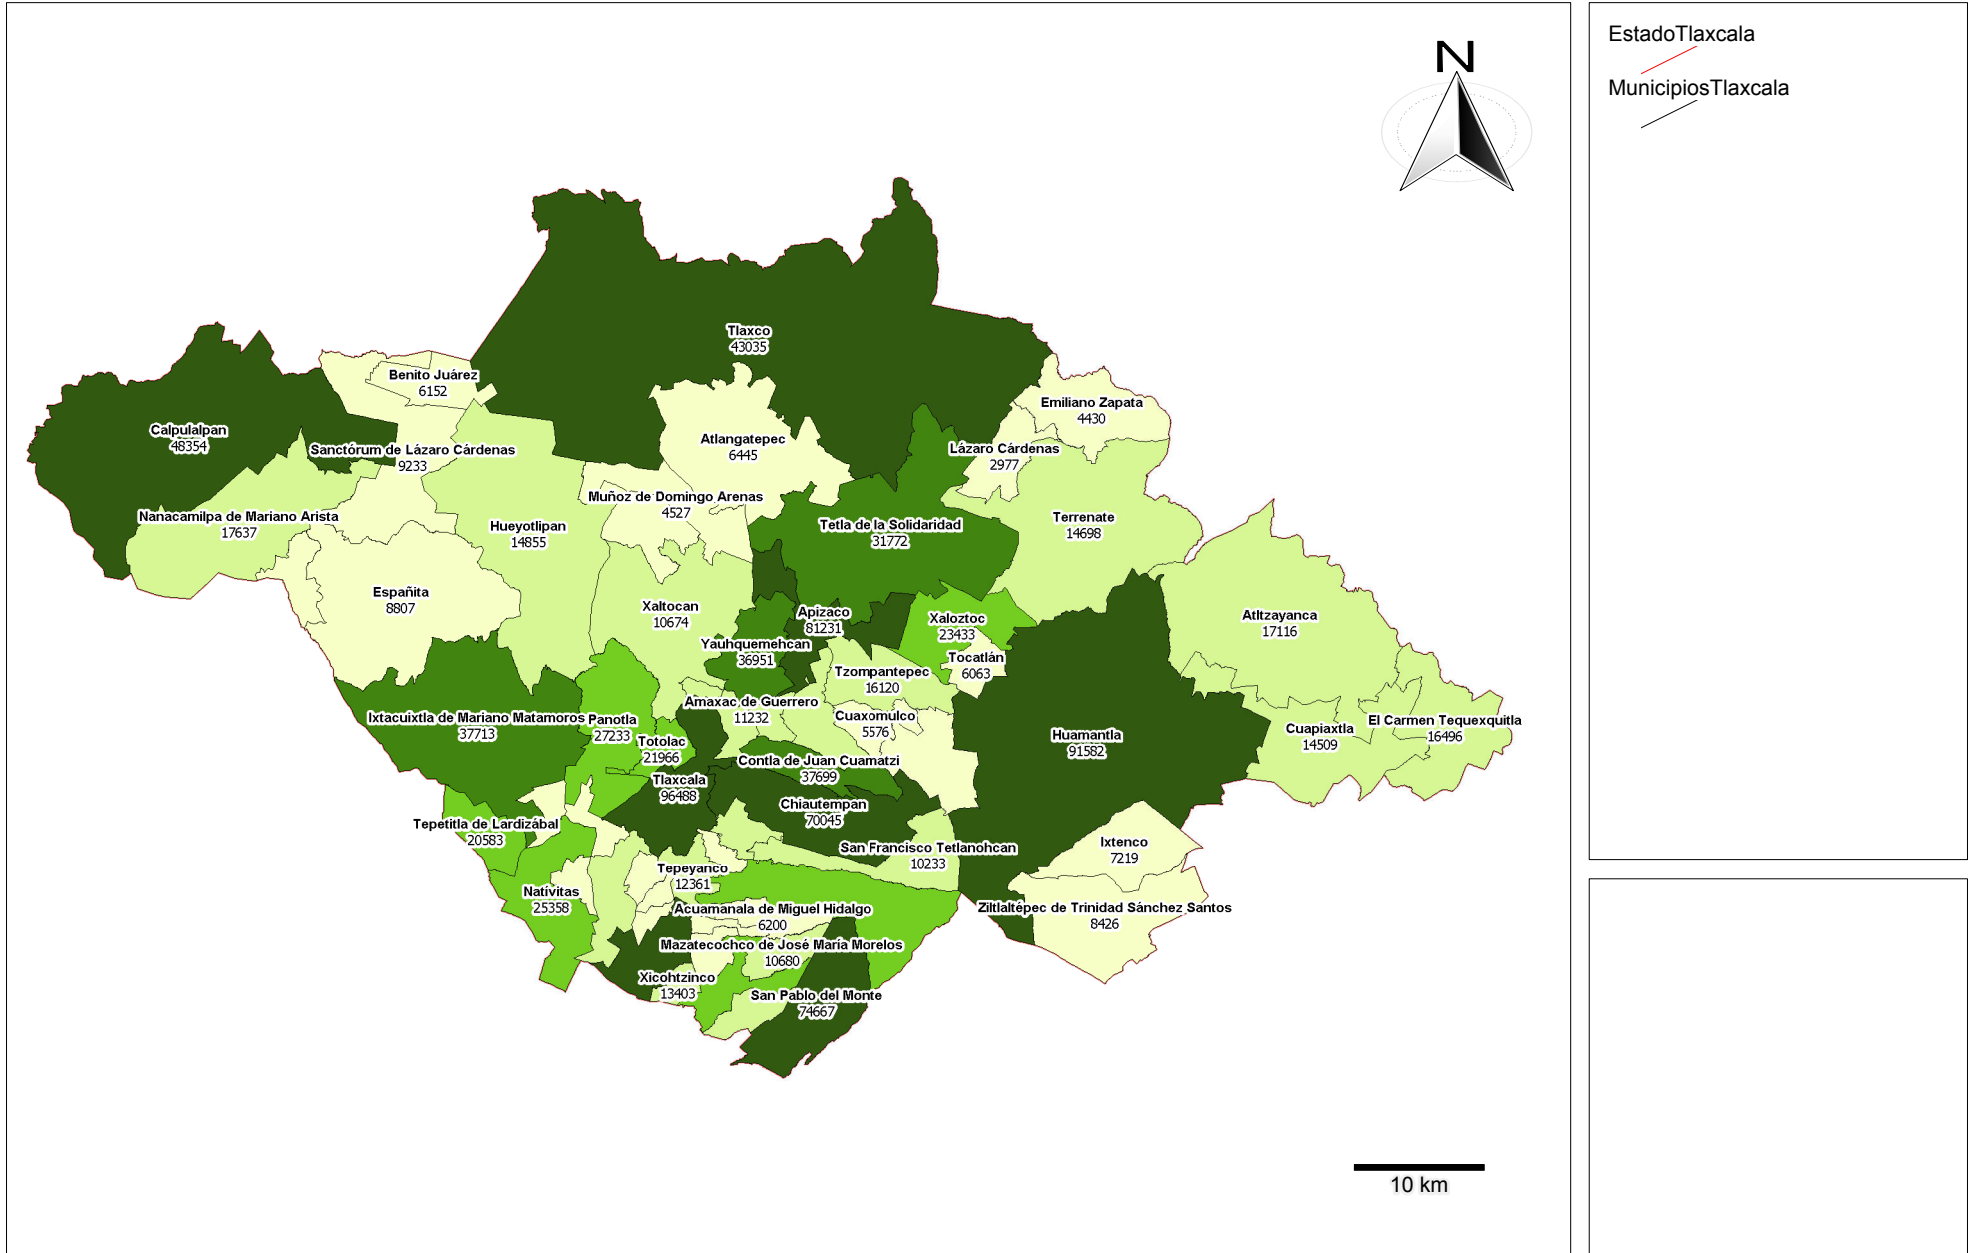 N
EstadoTlaxcala
MunicipiosTlaxcala
Tlaxco
43035
Benito Juárez
6152
Emiliano Zapata
4430
Calpulalpan
48354
Sanctórum de Lázaro Cárdenas
9233
Atlangatepec
6445
Lázaro Cárdenas
2977
Muñoz de Domingo Arenas
4527
Nanacamilpa de Mariano Arista
17637
Hueyotlipan
14855
Tetla de la Solidaridad
31772
Terrenate
14698
Españita
8807
Xaltocan
10674
Apizaco
81231
Xaloztoc
23433
Atltzayanca
17116
Yauhquemehcan
36951
Tocatlán
6063
Tzompantepec
16120
Amaxac de Guerrero
11232
Cuaxomulco
5576
Ixtacuixtla de Mariano Matamoros
37713
Panotla
27233
Totolac
21966
Huamantla
91582
Cuapiaxtla
14509
El Carmen Tequexquitla
16496
Contla de Juan Cuamatzi
37699
Tlaxcala
96488
Chiautempan
70045
Tepetitla de Lardizábal
20583
San Francisco Tetlanohcan
10233
Ixtenco
7219
Tepeyanco
12361
Natívitas
25358
Acuamanala de Miguel Hidalgo
6200
Ziltlaltépec de Trinidad Sánchez Santos
8426
Mazatecochco de José María Morelos
10680
Xicohtzinco
13403
San Pablo del Monte
74667
10 km